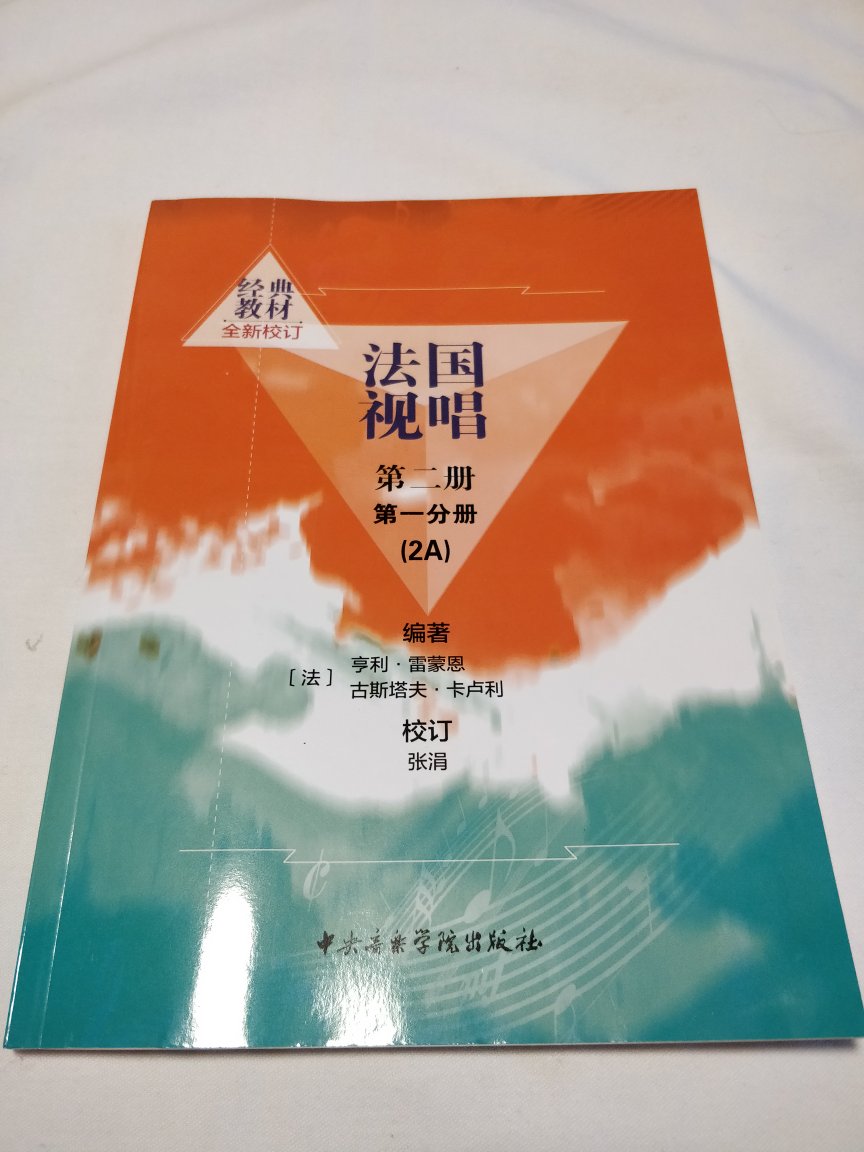 经典
教材
全新校订
法国
视唱
第二册
第一分册
(2A)
编著
[法] 亨利·雷蒙恩
古斯塔夫·卡卢利
校订
张涓
中央音乐学院出版社